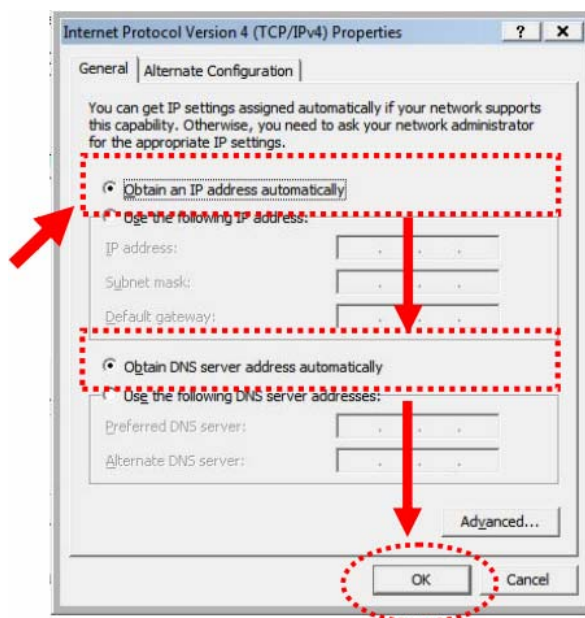 Internet Protocol Version 4 (TCP/IPv4) Properties
General
Alternate Configuration
You can get IP settings assigned automatically if your network supports
this capability. Otherwise, you need to ask your network administrator
for the appropriate IP settings.
Obtain an IP address automatically
Use the following IP address:
IP address:
Subnet mask:
Default gateway:
Obtain DNS server address automatically
Use the following DNS server addresses:
Preferred DNS server:
Alternate DNS server:
Advanced...
OK
Cancel